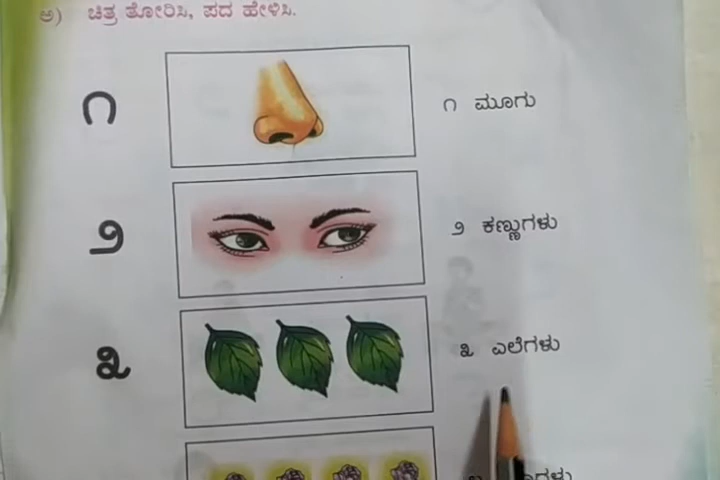 ಅ) ಚಿತ್ರ ತೋರಿಸಿ, ಪದ ಹೇಳಿಸಿ.
೧ ೧ ಮೂಗು
೨ ೨ ಕಣ್ಣುಗಳು
೩ ೩ ಎಲೆಗಳು